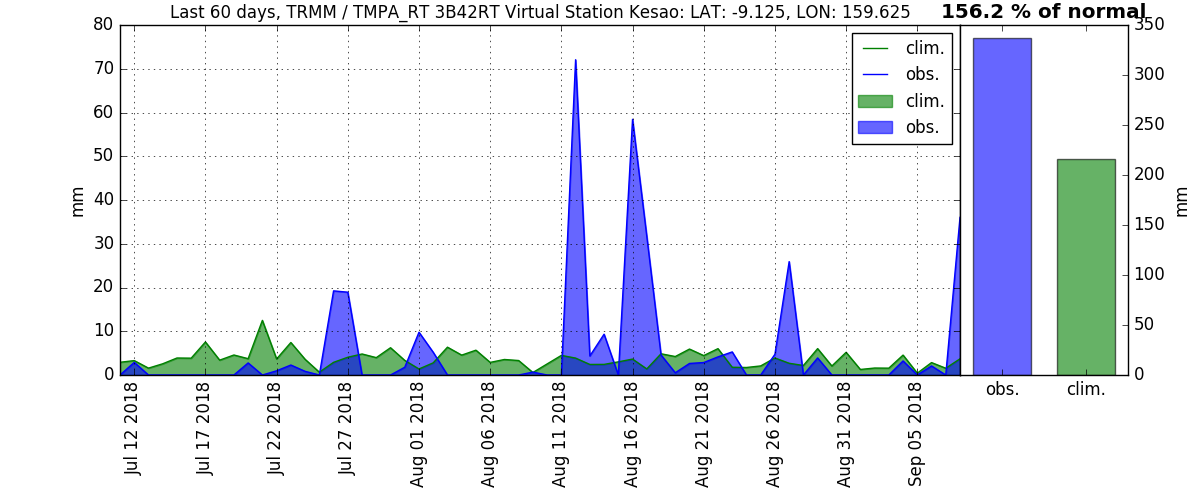 Last 60 days, TRMM / TMPA_RT 3B42RT Virtual Station Kesao: LAT: -9.125, LON: 159.625
156.2 % of normal
80
70
60
50
40
30
20
10
0
mm
clim.
obs.
clim.
obs.
350
300
250
200
150
100
50
0
mm
Jul 12 2018
Jul 17 2018
Jul 22 2018
Jul 27 2018
Aug 01 2018
Aug 06 2018
Aug 11 2018
Aug 16 2018
Aug 21 2018
Aug 26 2018
Aug 31 2018
Sep 05 2018
obs.
clim.